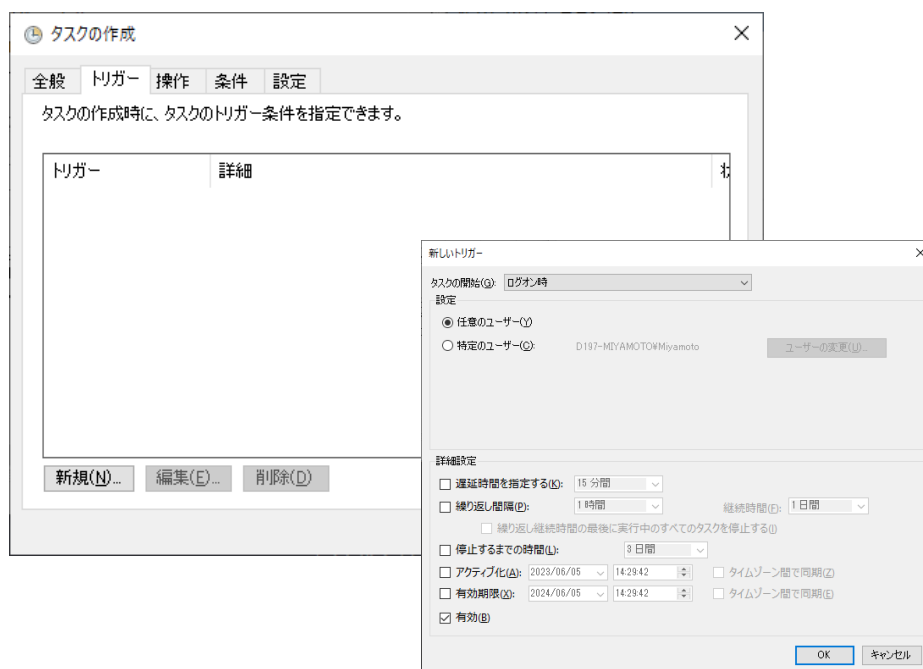 タスクの作成
全般 トリガー 操作 条件 設定
タスクの作成時に、タスクのトリガー条件を指定できます。
トリガー 詳細
新規(N)... 編集(E)... 削除(D)
新しいトリガー
タスクの開始(G): ログオン時
設定
任意のユーザー(Y)
特定のユーザー(C): D197-MIYAMOTO¥Miyamoto ユーザーの変更(U)...
詳細設定
遅延時間を指定する(K): 15 分間
繰り返し間隔(P): 1 時間 継続時間(F): 1 日間
繰り返し継続時間の最後に実行中のすべてのタスクを停止する(I)
停止するまでの時間(L): 3 日間
アクティブ化(A): 2023/06/05 14:29:42 タイムゾーン間で同期(Z)
有効期限(X): 2024/06/05 14:29:42 タイムゾーン間で同期(E)
有効(B)
OK キャンセル